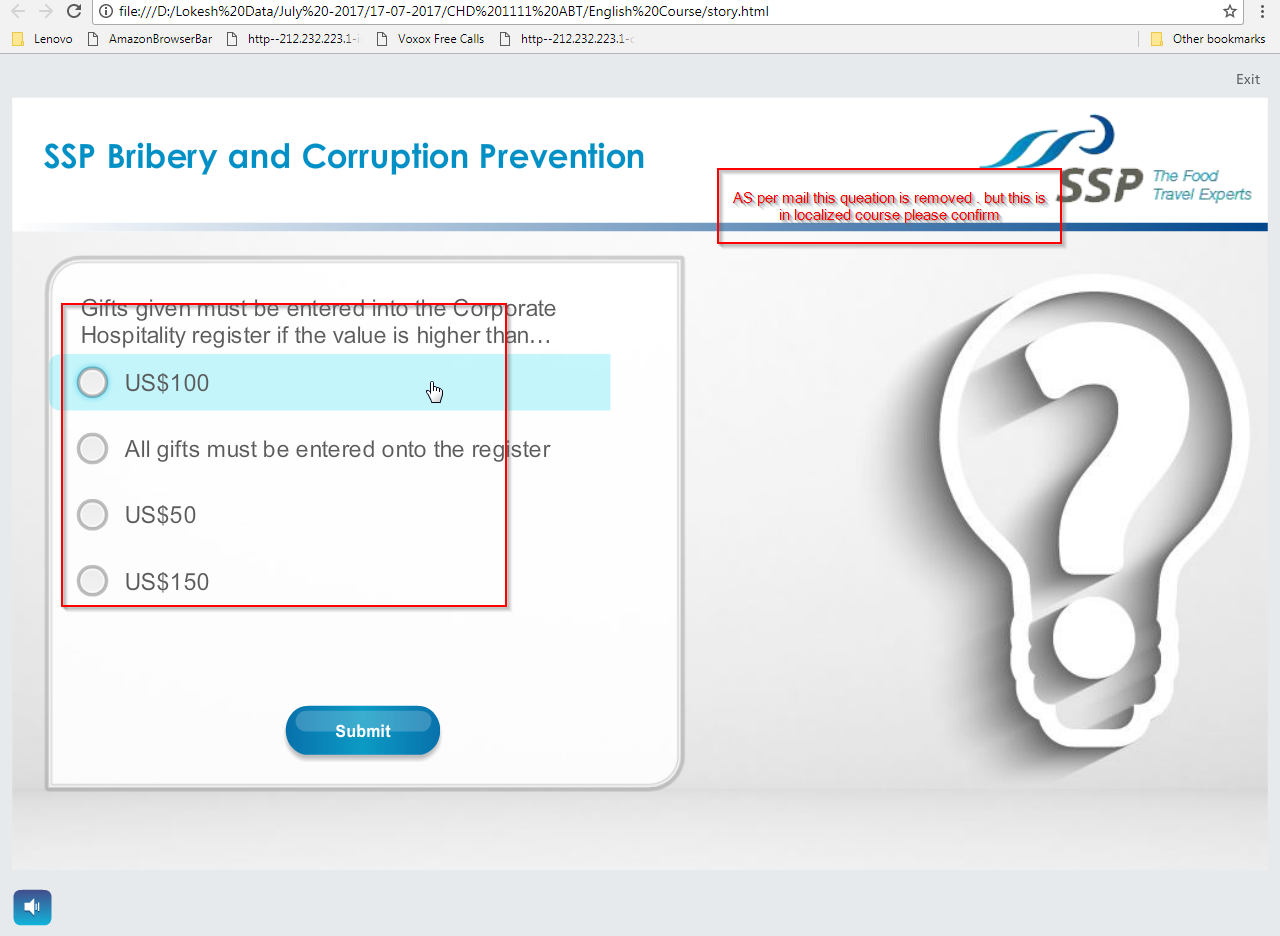 file:///D:/Lokesh%20Data/July%20-2017/17-07-2017/CHD%201111%20ABT/English%20Course/story.html
Lenovo AmazonBrowserBar http--212.232.223.1- Voxox Free Calls http--212.232.223.1- Other bookmarks
Exit
SSP Bribery and Corruption Prevention
SSP The Food
Travel Experts
AS per mail this queation is removed . but this is
in localized course please confirm
Gifts given must be entered into the Corporate
Hospitality register if the value is higher than…
US$100
All gifts must be entered onto the register
US$50
US$150
Submit